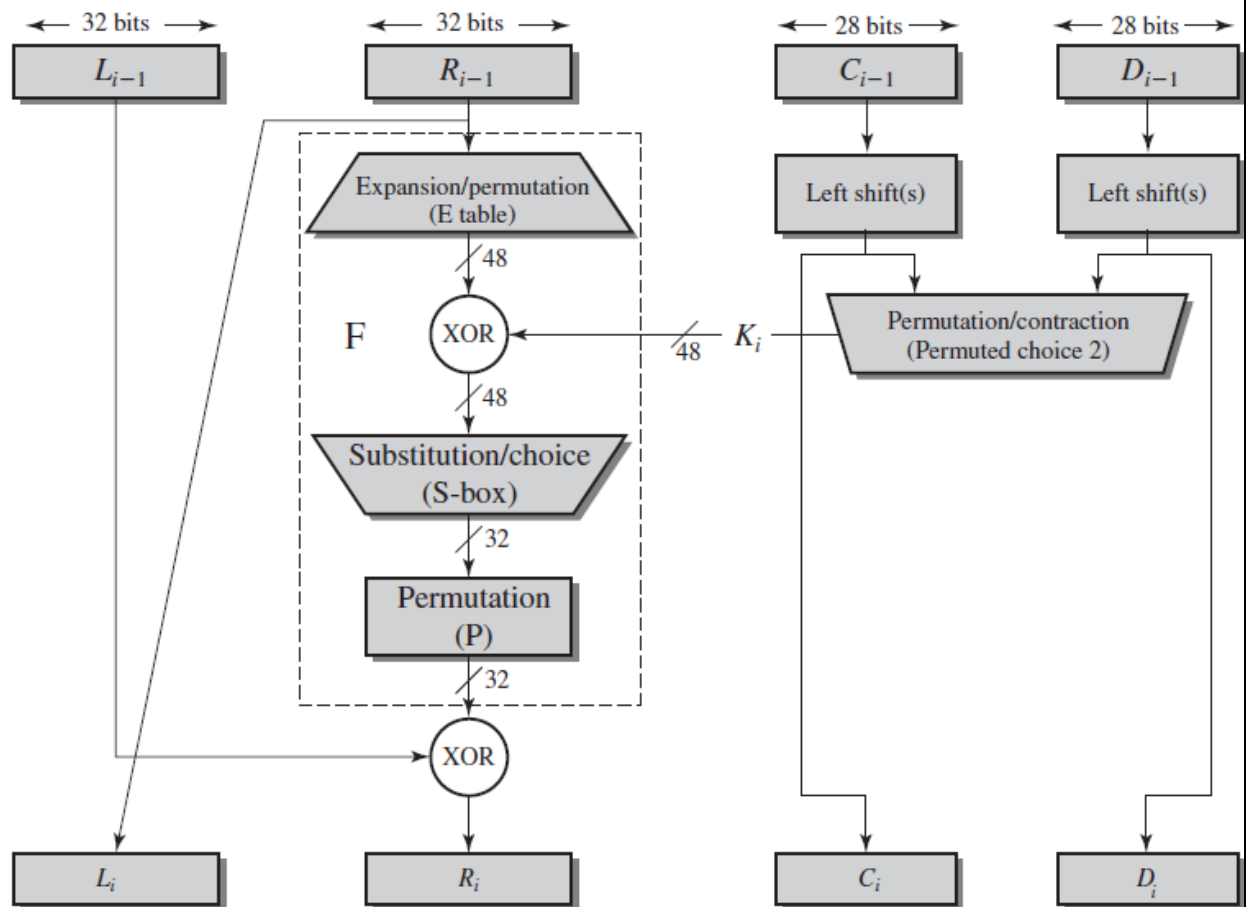 32 bits
32 bits
28 bits
28 bits
L_{i−1}
R_{i−1}
C_{i−1}
D_{i−1}
Expansion/permutation
(E table)
Left shift(s)
Left shift(s)
48
F
XOR
48
K_i
Permutation/contraction
(Permuted choice 2)
48
Substitution/choice
(S-box)
32
Permutation
(P)
32
XOR
L_i
R_i
C_i
D_i